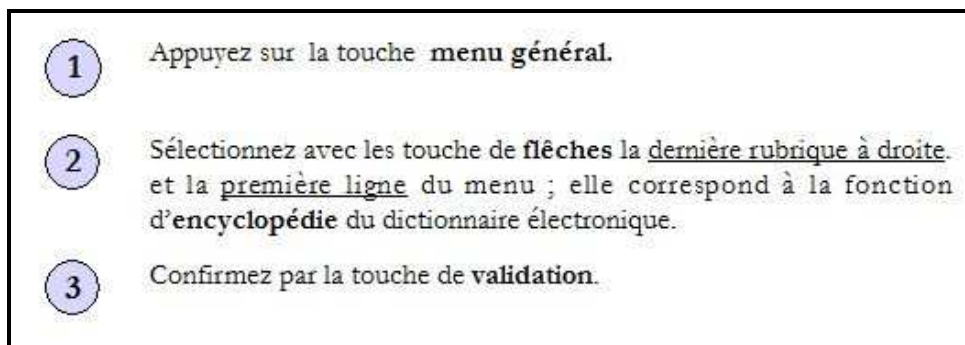 1 Appuyez sur la touche menu général.
2 Sélectionnez avec les touche de flêches la dernière rubrique à droite.
et la première ligne du menu ; elle correspond à la fonction
d'encyclopédie du dictionnaire électronique.
3 Confirmez par la touche de validation.